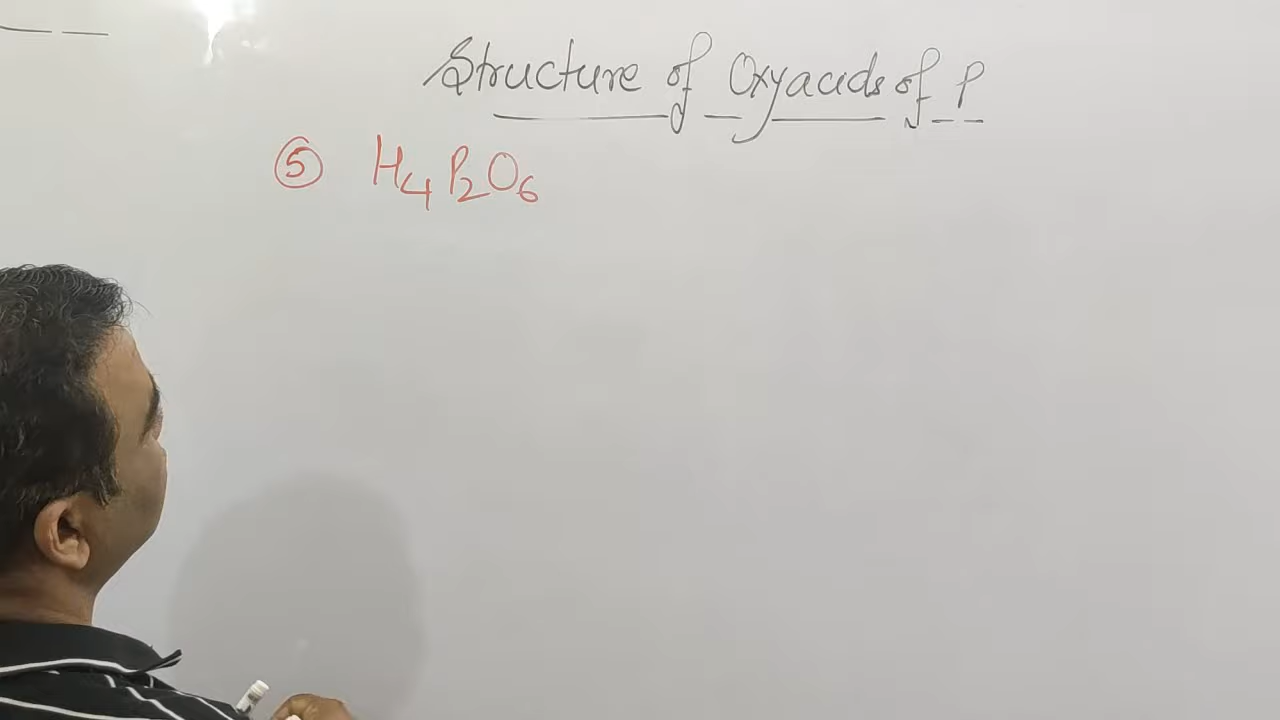 Structure of Oxyacids of P
⑤ H₄P₂O₆